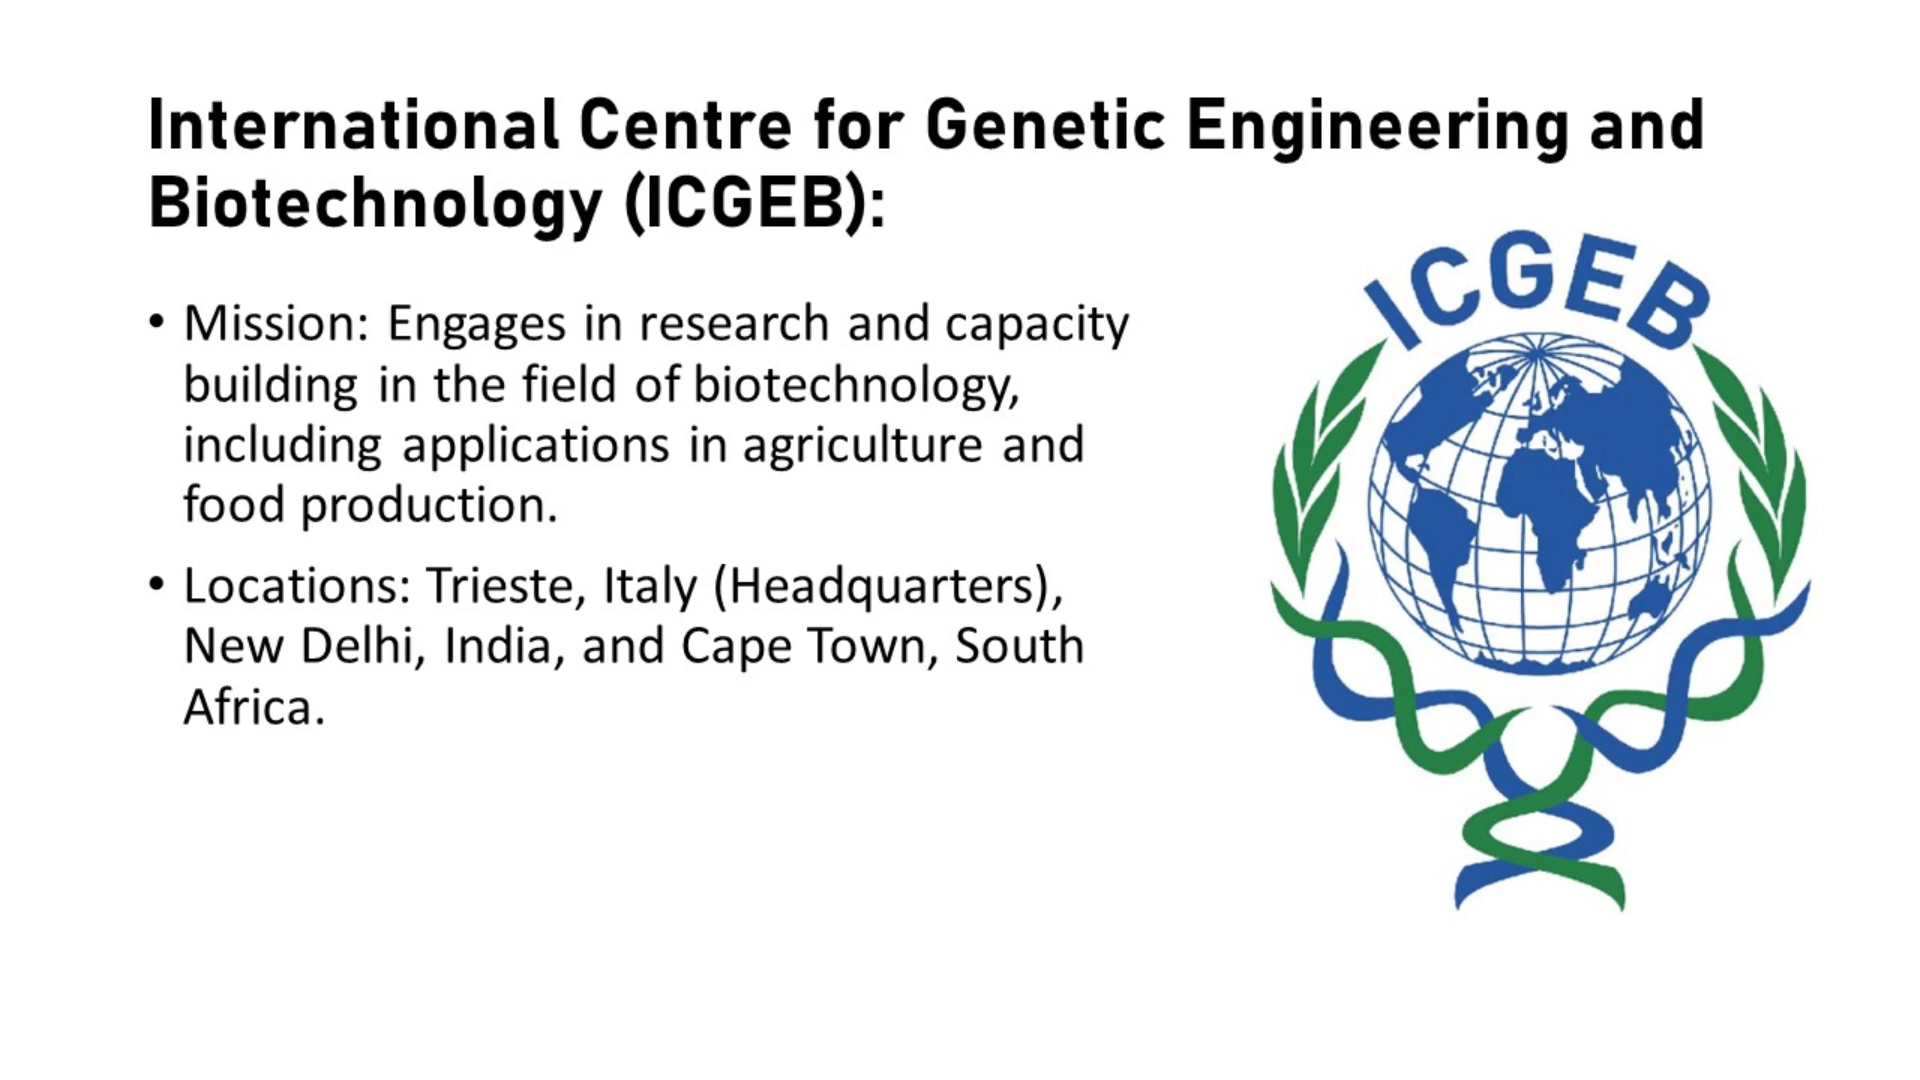 International Centre for Genetic Engineering and
Biotechnology (ICGEB):
• Mission: Engages in research and capacity
building in the field of biotechnology,
including applications in agriculture and
food production.
• Locations: Trieste, Italy (Headquarters),
New Delhi, India, and Cape Town, South
Africa.
ICGEB